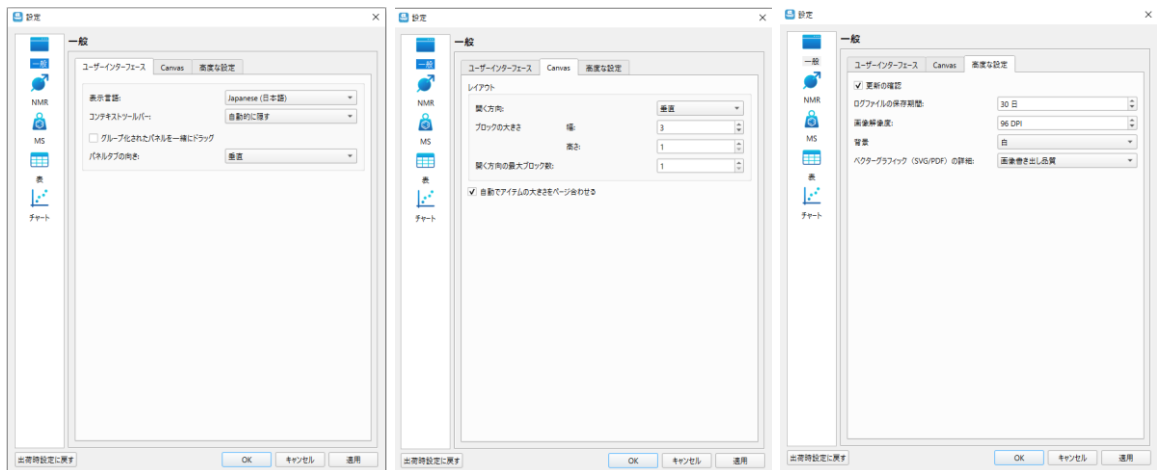 設定
一般
一般
NMR
MS
表
チャート
ユーザーインターフェース Canvas 高度な設定
表示言語: Japanese (日本語)
コンテキストツールバー: 自動的に隠す
グループ化されたパネルを一緒にドラッグ
パネルタブの向き: 垂直
出荷時設定に戻す OK キャンセル 適用
設定
一般
一般
NMR
MS
表
チャート
ユーザーインターフェース Canvas 高度な設定
レイアウト
開く方向: 垂直
ブロックの大きさ 幅: 3
高さ: 1
開く方向の最大ブロック数: 1
自動でアイテムの大きさをページ合わせる
出荷時設定に戻す OK キャンセル 適用
設定
一般
一般
NMR
MS
表
チャート
ユーザーインターフェース Canvas 高度な設定
更新の確認
ログファイルの保存期間: 30 日
画像解像度: 96 DPI
背景 白
ベクターグラフィック (SVG/PDF) の詳細: 画像書き出し品質
出荷時設定に戻す OK キャンセル 適用